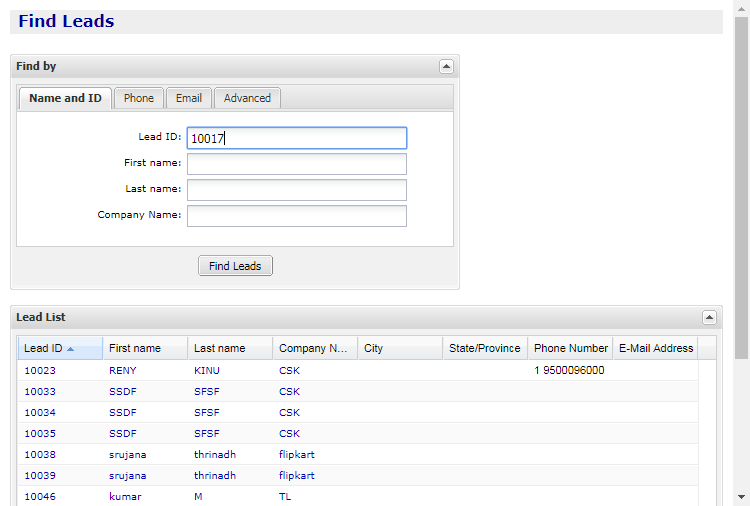 Find Leads
Find by
Name and ID Phone Email Advanced
Lead ID: 10017
First name:
Last name:
Company Name:
Find Leads
Lead List
Lead ID First name Last name Company N... City State/Province Phone Number E-Mail Address
10023 RENY KINU CSK 1 9500096000
10033 SSDF SFSF CSK
10034 SSDF SFSF CSK
10035 SSDF SFSF CSK
10038 srujana thrinadh flipkart
10039 srujana thrinadh flipkart
10046 kumar M TL